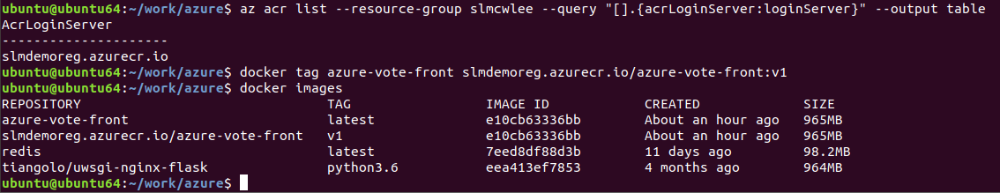 ubuntu@ubuntu64:~/work/azure$ az acr list --resource-group slmcwlee --query "[].{acrLoginServer:loginServer}" --output table
AcrLoginServer
---------------------
slmdemoreg.azurecr.io
ubuntu@ubuntu64:~/work/azure$ docker tag azure-vote-front slmdemoreg.azurecr.io/azure-vote-front:v1
ubuntu@ubuntu64:~/work/azure$ docker images
REPOSITORY                               TAG                 IMAGE ID            CREATED             SIZE
azure-vote-front                         latest              e10cb63336bb        About an hour ago   965MB
slmdemoreg.azurecr.io/azure-vote-front   v1                  e10cb63336bb        About an hour ago   965MB
redis                                    latest              7eed8df88d3b        11 days ago         98.2MB
tiangolo/uwsgi-nginx-flask               python3.6           eea413ef7853        4 months ago        964MB
ubuntu@ubuntu64:~/work/azure$